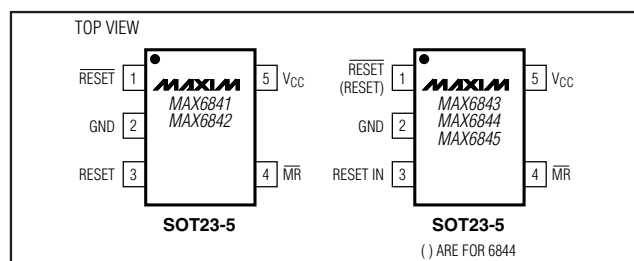 TOP VIEW
RESET 1
5 VCC
MAXIM
MAX6841
MAX6842
GND 2
RESET 3
4 MR
SOT23-5
RESET
(RESET) 1
5 VCC
MAXIM
MAX6843
MAX6844
MAX6845
GND 2
RESET IN 3
4 MR
SOT23-5
( ) ARE FOR 6844